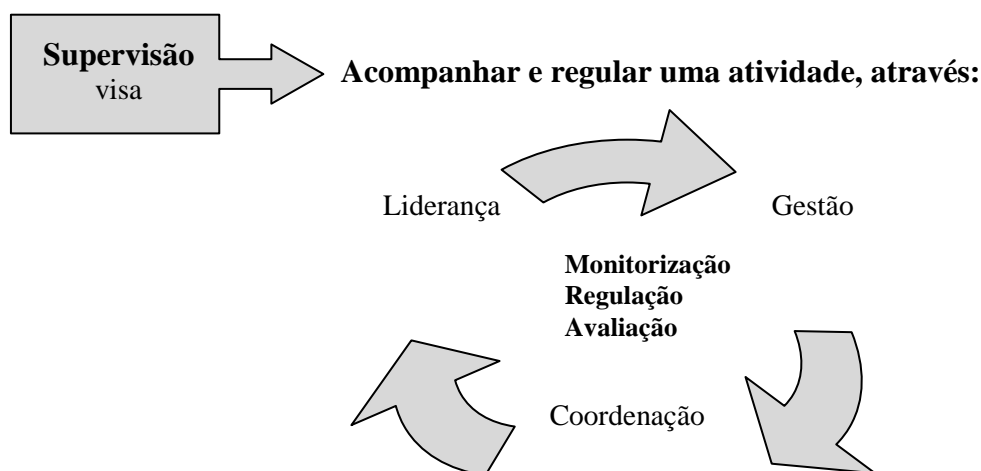 Supervisão
visa
Acompanhar e regular uma atividade, através:
Liderança
Gestão
Monitorização
Regulação
Avaliação
Coordenação